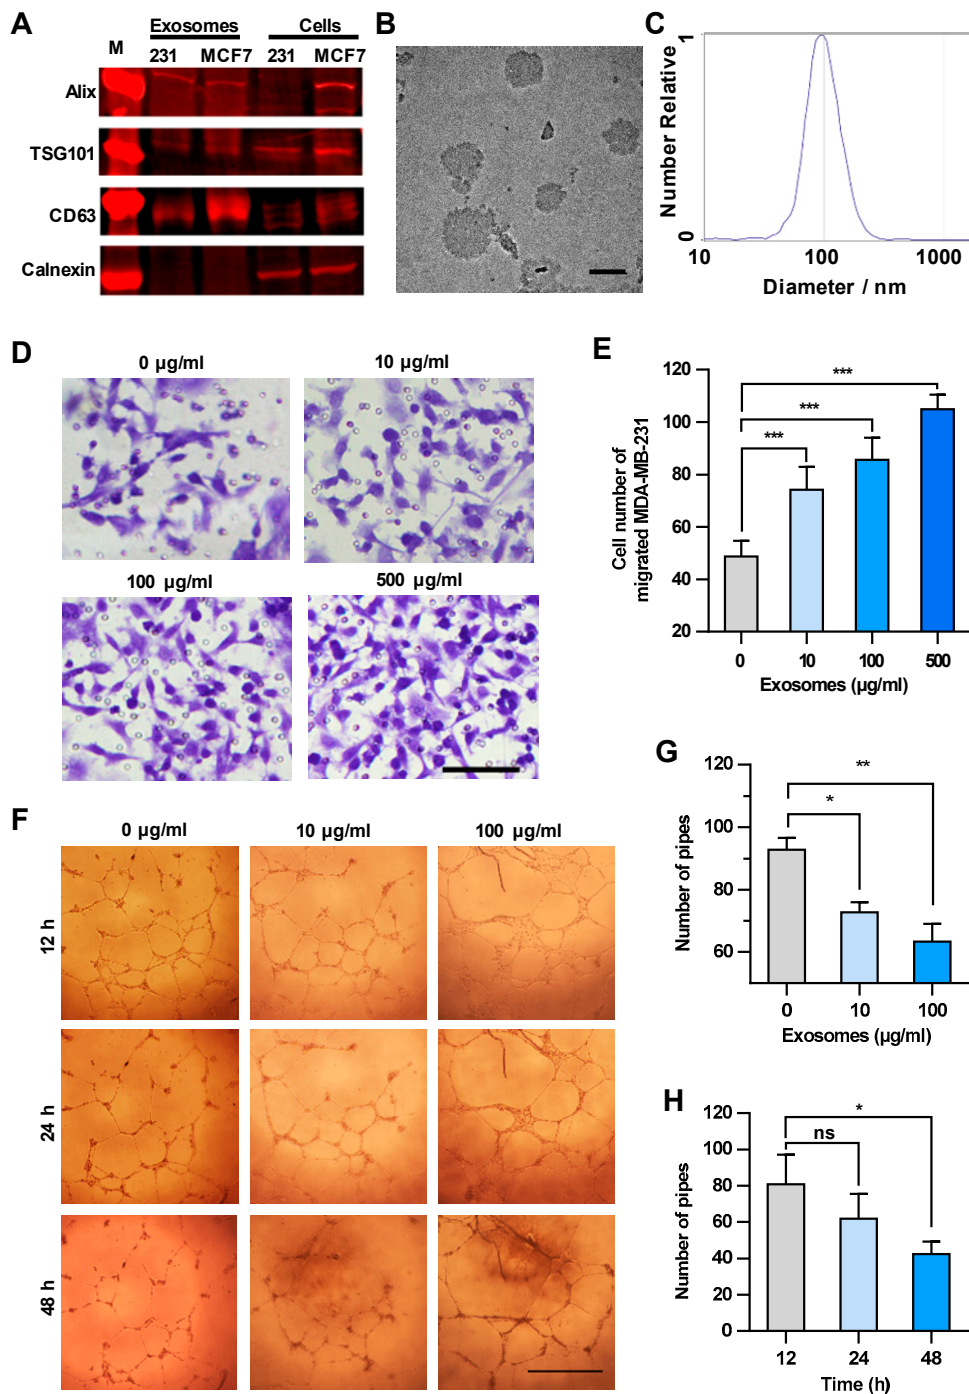 A
Exosomes
Cells
M
231
MCF7
231
MCF7
Alix
TSG101
CD63
Calnexin
B
C
Number Relative
1
0
10
100
1000
Diameter / nm
D
0 µg/ml
10 µg/ml
100 µg/ml
500 µg/ml
E
Cell number of
migrated MDA-MB-231
120
100
80
60
40
20
***
***
***
0
10
100
500
Exosomes (µg/ml)
F
0 µg/ml
10 µg/ml
100 µg/ml
12 h
24 h
48 h
G
Number of pipes
120
100
80
60
**
*
0
10
100
Exosomes (µg/ml)
H
Number of pipes
120
100
80
60
40
20
0
*
ns
12
24
48
Time (h)